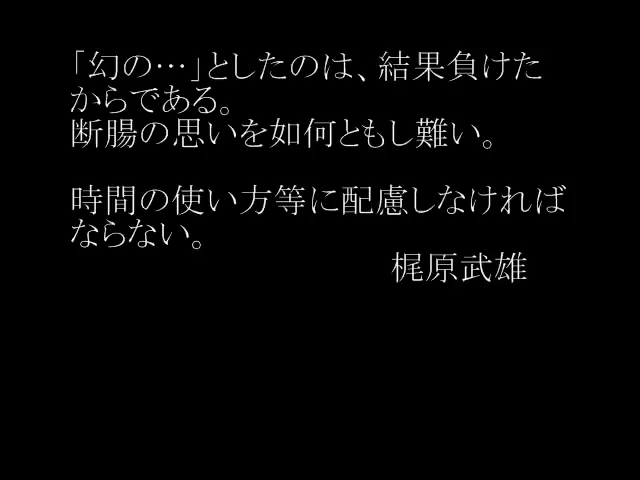 「幻の…」としたのは、結果負けた
からである。
断腸の思いを如何ともし難い。
時間の使い方等に配慮しなければ
ならない。
梶原武雄